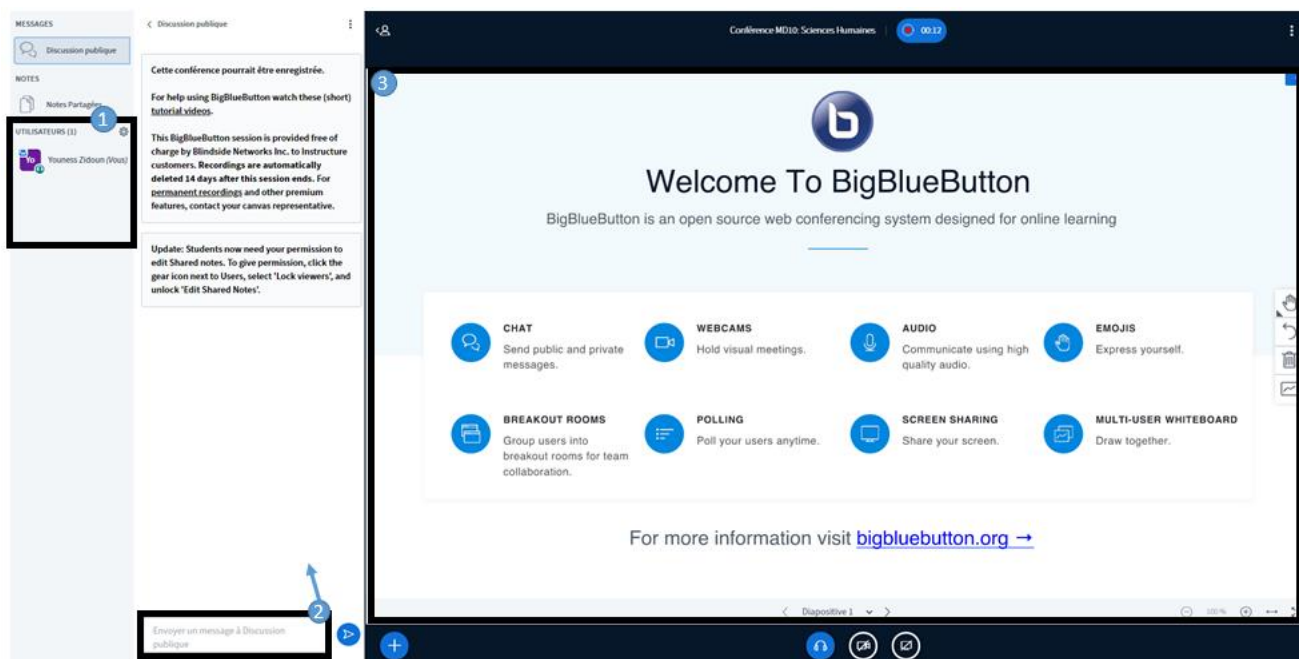 MESSAGES
Discussion publique
NOTES
Notes Partagées
1
UTILISATEURS (1)
Yo
Youness Zidoun (Vous)
Discussion publique
Cette conférence pourrait être enregistrée.
For help using BigBlueButton watch these (short)
tutorial videos.
This BigBlueButton session is provided free of
charge by Blindside Networks Inc. to Instructure
customers. Recordings are automatically
deleted 14 days after this session ends. For
permanent recordings and other premium
features, contact your canvas representative.
Update: Students now need your permission to
edit Shared notes. To give permission, click the
gear icon next to Users, select 'Lock viewers', and
unlock 'Edit Shared Notes'.
2
Envoyer un message à Discussion
publique
Conférence MD10: Sciences Humaines
00:12
3
b
Welcome To BigBlueButton
BigBlueButton is an open source web conferencing system designed for online learning
CHAT
Send public and private
messages.
WEBCAMS
Hold visual meetings.
AUDIO
Communicate using high
quality audio.
EMOJIS
Express yourself.
BREAKOUT ROOMS
Group users into
breakout rooms for team
collaboration.
POLLING
Poll your users anytime.
SCREEN SHARING
Share your screen.
MULTI-USER WHITEBOARD
Draw together.
For more information visit bigbluebutton.org →
Diapositive 1
100 %